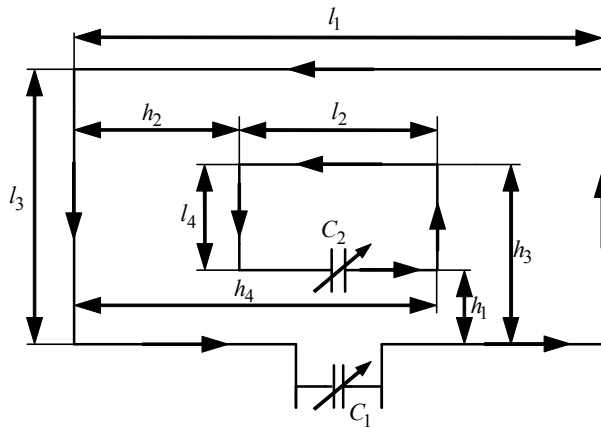 l₁
h₂
l₂
l₃
l₄
C₂
h₃
h₄
h₁
C₁